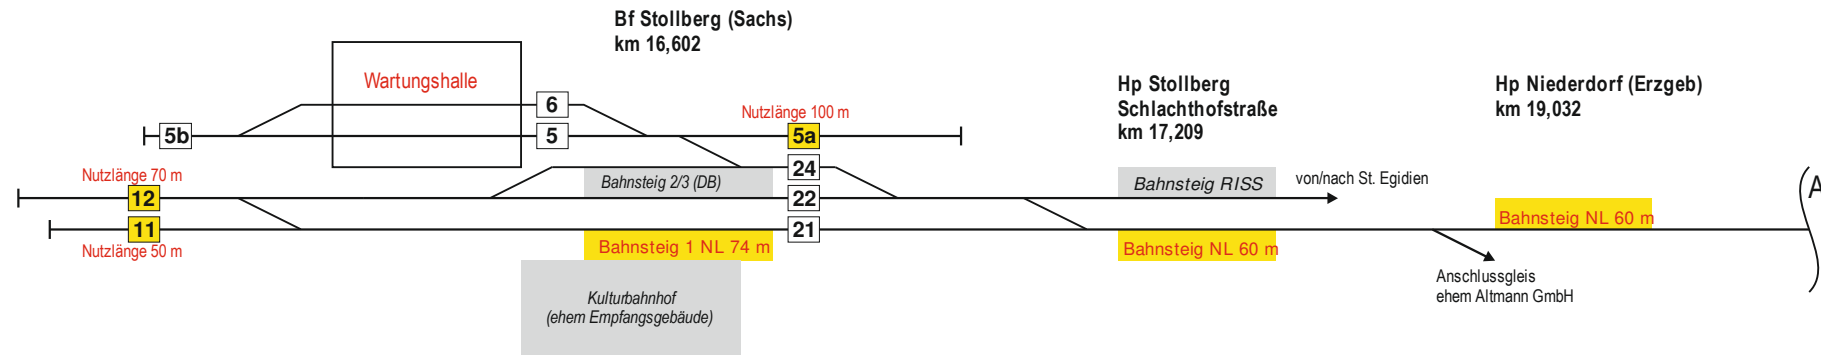 Bf Stollberg (Sachs)
km 16,602
Wartungshalle
Hp Stollberg
Schlachthofstraße
km 17,209
Hp Niederdorf (Erzgeb)
km 19,032
6
Nutzlänge 100 m
5b
5
5a
24
Nutzlänge 70 m
Bahnsteig 2/3 (DB)
Bahnsteig RISS
von/nach St. Egidien
A
12
22
11
21
Bahnsteig NL 60 m
Nutzlänge 50 m
Bahnsteig 1 NL 74 m
Bahnsteig NL 60 m
Anschlussgleis
ehem Altmann GmbH
Kulturbahnhof
(ehem Empfangsgebäude)